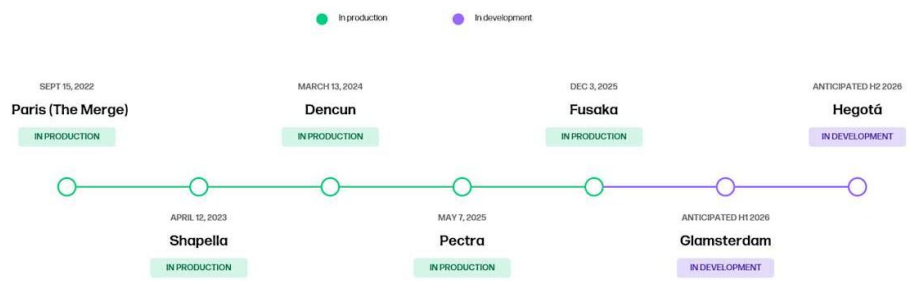 In production
In development
SEPT 15, 2022
Paris (The Merge)
IN PRODUCTION
MARCH 13, 2024
Dencun
IN PRODUCTION
DEC 3, 2025
Fusaka
IN PRODUCTION
ANTICIPATED H2 2026
Hegotá
IN DEVELOPMENT
APRIL 12, 2023
Shapella
IN PRODUCTION
MAY 7, 2025
Pectra
IN PRODUCTION
ANTICIPATED H1 2026
Glamsterdam
IN DEVELOPMENT